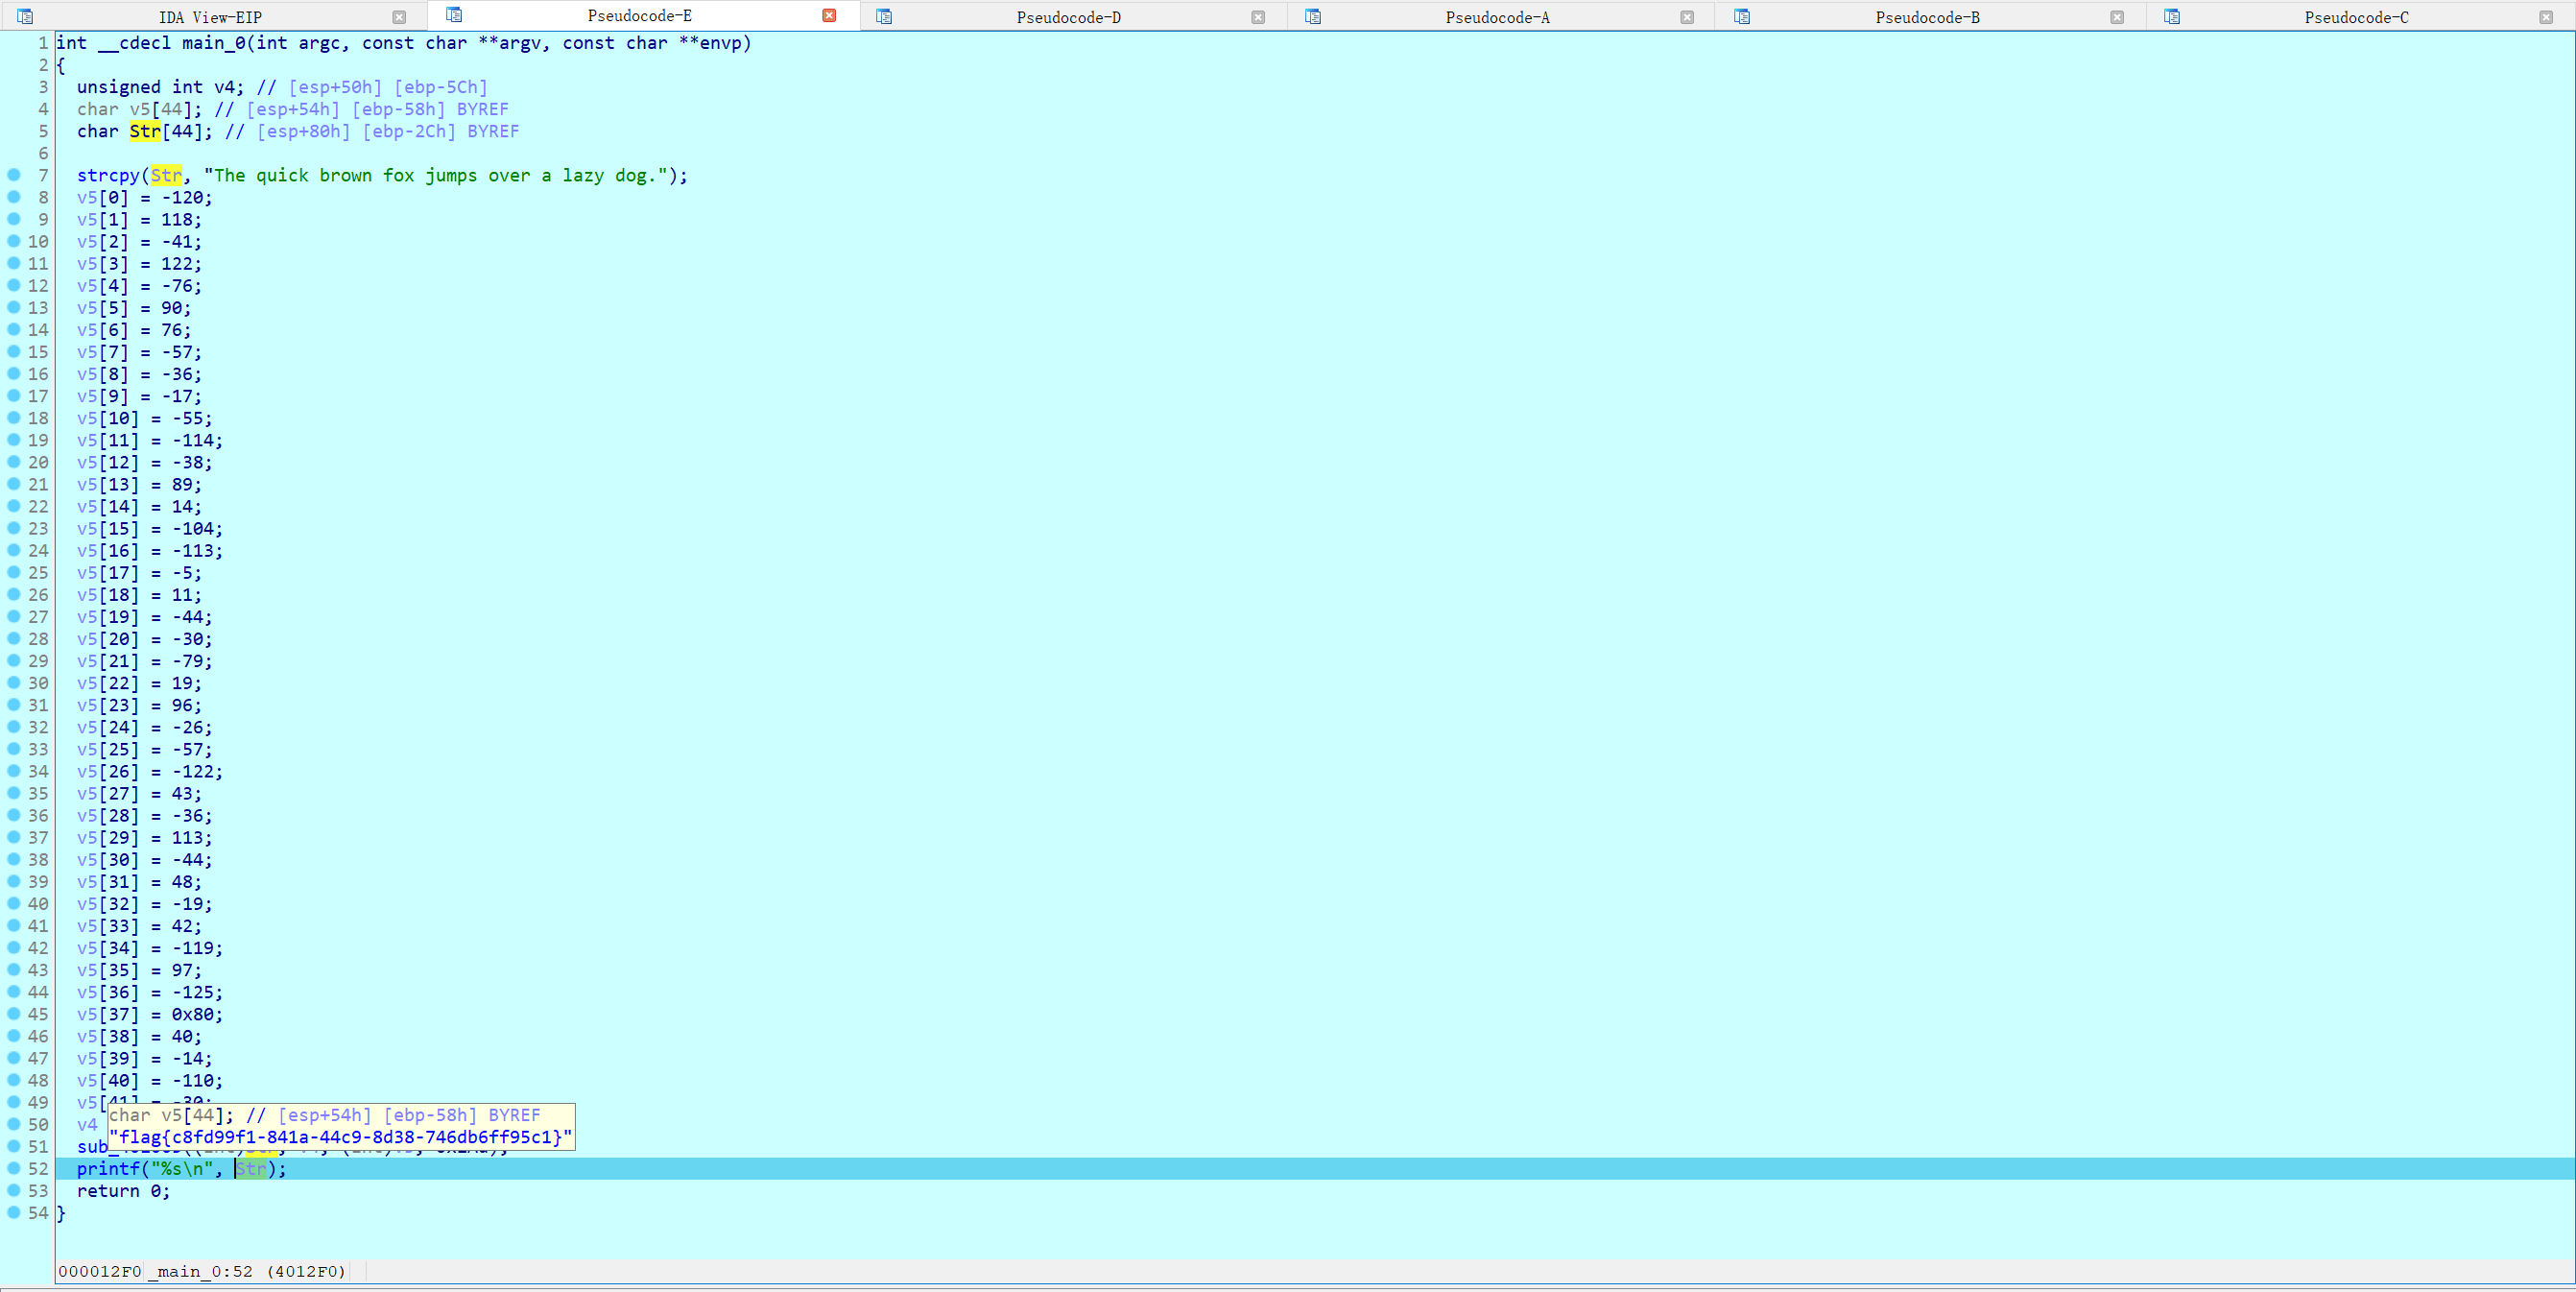 IDA View-EIP
Pseudocode-E
Pseudocode-D
Pseudocode-A
Pseudocode-B
Pseudocode-C
1 int __cdecl main_0(int argc, const char **argv, const char **envp)
2 {
3 unsigned int v4; // [esp+50h] [ebp-5Ch]
4 char v5[44]; // [esp+54h] [ebp-58h] BYREF
5 char Str[44]; // [esp+80h] [ebp-2Ch] BYREF
6
7 strcpy(Str, "The quick brown fox jumps over a lazy dog.");
8 v5[0] = -120;
9 v5[1] = 118;
10 v5[2] = -41;
11 v5[3] = 122;
12 v5[4] = -76;
13 v5[5] = 90;
14 v5[6] = 76;
15 v5[7] = -57;
16 v5[8] = -36;
17 v5[9] = -17;
18 v5[10] = -55;
19 v5[11] = -114;
20 v5[12] = -38;
21 v5[13] = 89;
22 v5[14] = 14;
23 v5[15] = -104;
24 v5[16] = -113;
25 v5[17] = -5;
26 v5[18] = 11;
27 v5[19] = -44;
28 v5[20] = -30;
29 v5[21] = -79;
30 v5[22] = 19;
31 v5[23] = 96;
32 v5[24] = -26;
33 v5[25] = -57;
34 v5[26] = -122;
35 v5[27] = 43;
36 v5[28] = -36;
37 v5[29] = 113;
38 v5[30] = -44;
39 v5[31] = 48;
40 v5[32] = -19;
41 v5[33] = 42;
42 v5[34] = -119;
43 v5[35] = 97;
44 v5[36] = -125;
45 v5[37] = 0x80;
46 v5[38] = 40;
47 v5[39] = -14;
48 v5[40] = -110;
49 v5[41] = -30;
char v5[44]; // [esp+54h] [ebp-58h] BYREF
50 v4
"flag{c8fd99f1-841a-44c9-8d38-746db6ff95c1}"
51 sub
52 printf("%s\n", Str);
53 return 0;
54 }
000012F0 _main_0:52 (4012F0)